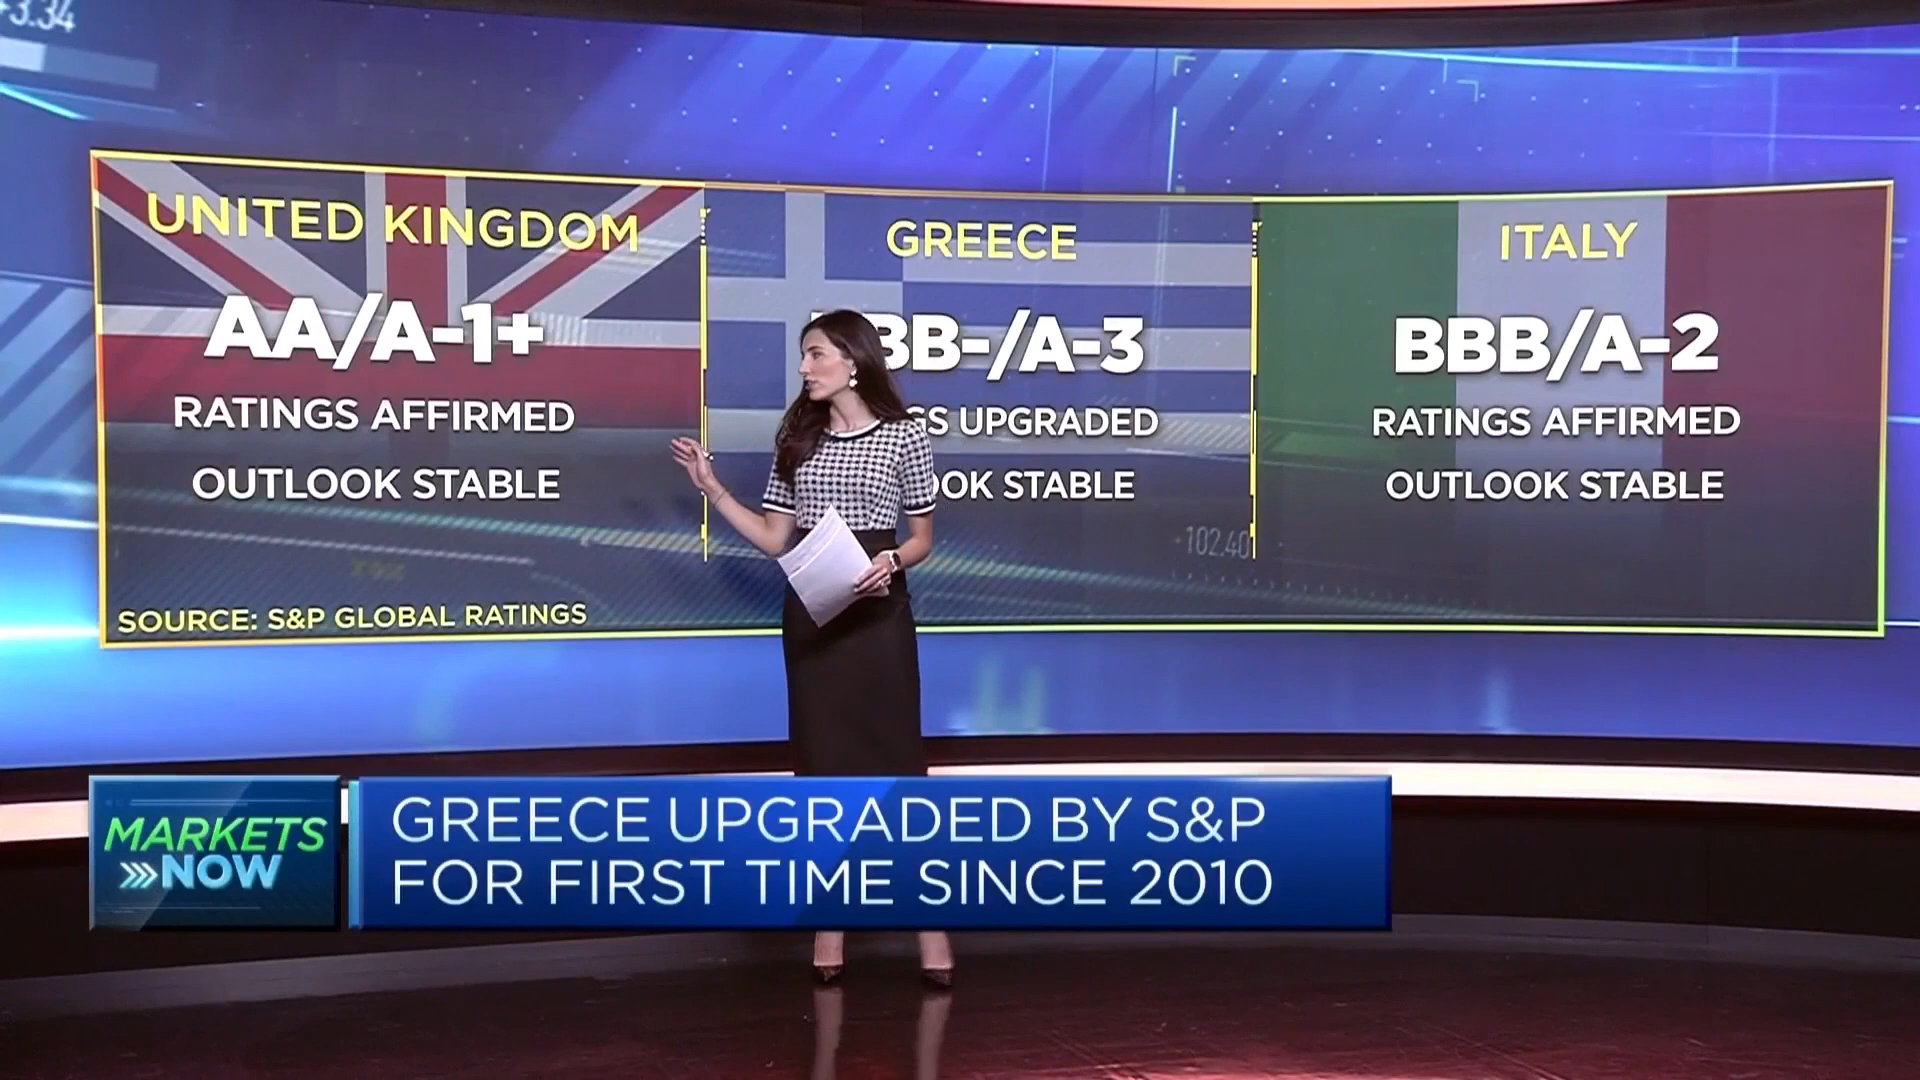 +3.34
UNITED KINGDOM
AA/A-1+
RATINGS AFFIRMED
OUTLOOK STABLE
SOURCE: S&P GLOBAL RATINGS
GREECE
BB-/A-3
UPGRADED
STABLE
102.40
ITALY
BBB/A-2
RATINGS AFFIRMED
OUTLOOK STABLE
MARKETS
NOW
GREECE UPGRADED BY S&P
FOR FIRST TIME SINCE 2010